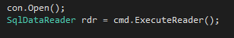 con.Open();
SqlDataReader rdr = cmd.ExecuteReader();